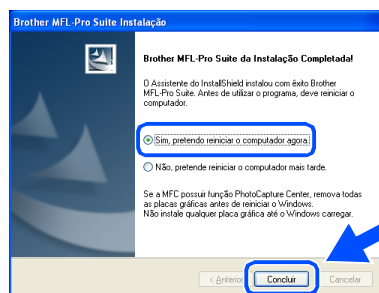 Brother MFL-Pro Suite Instalação
Brother MFL-Pro Suite da Instalação Completada!
O Assistente do InstallShield instalou com êxito Brother
MFL-Pro Suite. Antes de utilizar o programa, deve reiniciar o
computador.
Sim, pretendo reiniciar o computador agora.
Não, pretende reiniciar o computador mais tarde.
Se a MFC possuir função PhotoCapture Center, remova todas
as placas gráficas antes de reiniciar o Windows.
Não instale qualquer placa gráfica até o Windows carregar.
< Anterior
Concluir
Cancelar